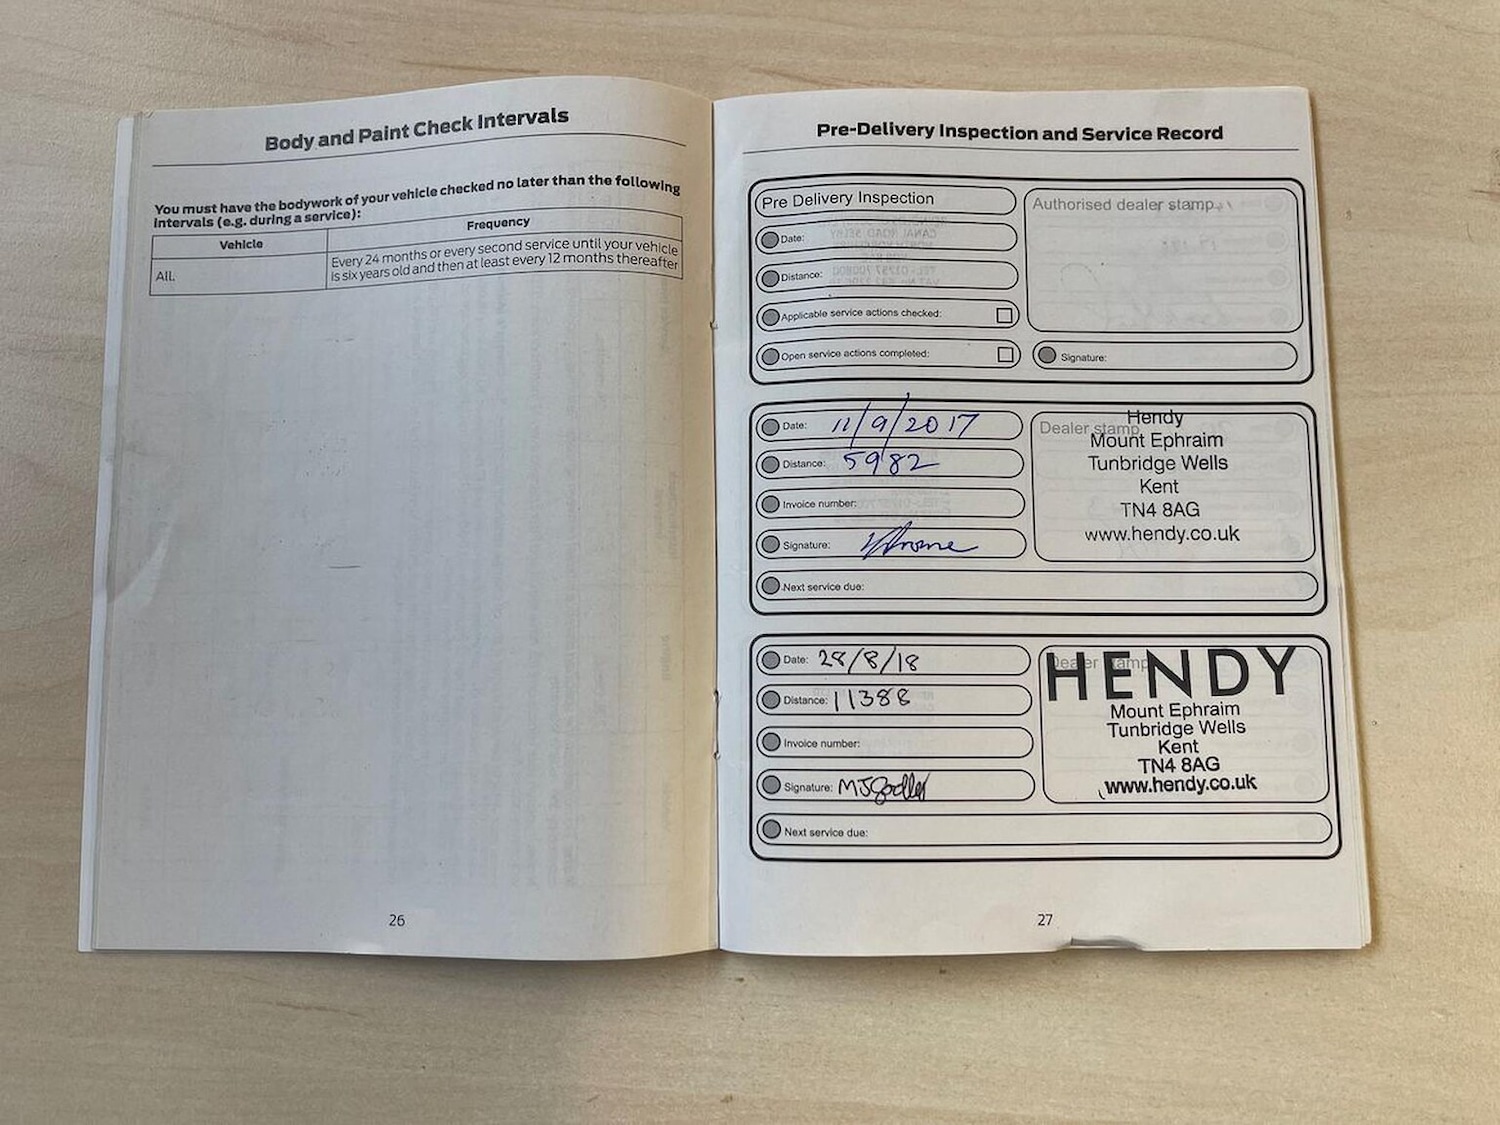 Body and Paint Check Intervals
You must have the bodywork of your vehicle checked no later than the following
intervals (e.g. during a service):
Vehicle
Frequency
All.
Every 24 months or every second service until your vehicle
is six years old and then at least every 12 months thereafter
26
Pre-Delivery Inspection and Service Record
Pre Delivery Inspection
Authorised dealer stamp
Date:
Distance:
Applicable service actions checked:
Open service actions completed:
Signature:
Date: 11/9/2017
Distance: 5982
Invoice number:
Signature:
Next service due:
Dealer stamp
Hendy
Mount Ephraim
Tunbridge Wells
Kent
TN4 8AG
www.hendy.co.uk
Date: 28/8/18
Distance: 11388
Invoice number:
Signature:
Next service due:
Dealer stamp
HENDY
Mount Ephraim
Tunbridge Wells
Kent
TN4 8AG
www.hendy.co.uk
27